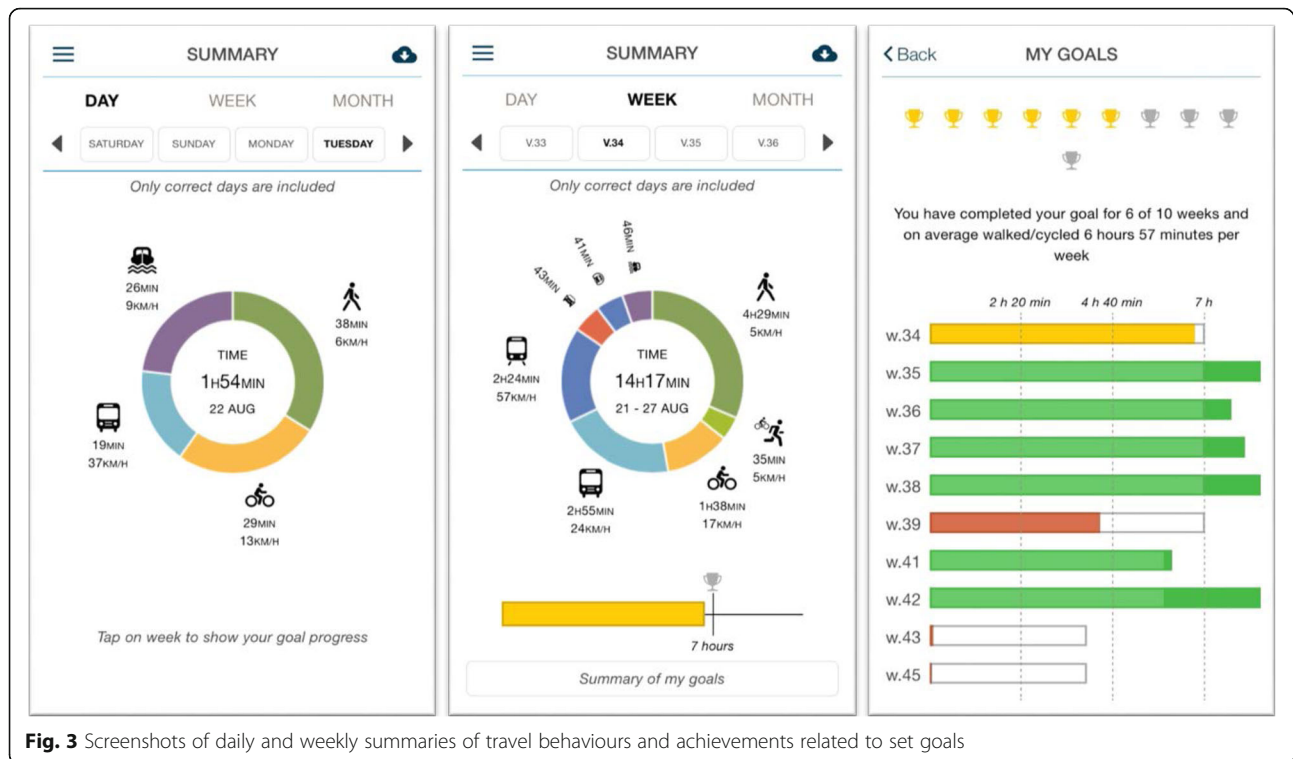 SUMMARY
DAY WEEK MONTH
SATURDAY SUNDAY MONDAY TUESDAY
Only correct days are included
26MIN
9KM/H
38MIN
6KM/H
TIME
1H54MIN
22 AUG
19MIN
37KM/H
29MIN
13KM/H
Tap on week to show your goal progress
SUMMARY
DAY WEEK MONTH
V.33 V.34 V.35 V.36
Only correct days are included
43MIN
41MIN
46MIN
4H29MIN
5KM/H
2H24MIN
57KM/H
TIME
14H17MIN
21 - 27 AUG
35MIN
5KM/H
2H55MIN
24KM/H
1H38MIN
17KM/H
7 hours
Summary of my goals
Back MY GOALS
You have completed your goal for 6 of 10 weeks and
on average walked/cycled 6 hours 57 minutes per
week
2 h 20 min 4 h 40 min 7 h
w.34
w.35
w.36
w.37
w.38
w.39
w.41
w.42
w.43
w.45
Fig. 3 Screenshots of daily and weekly summaries of travel behaviours and achievements related to set goals